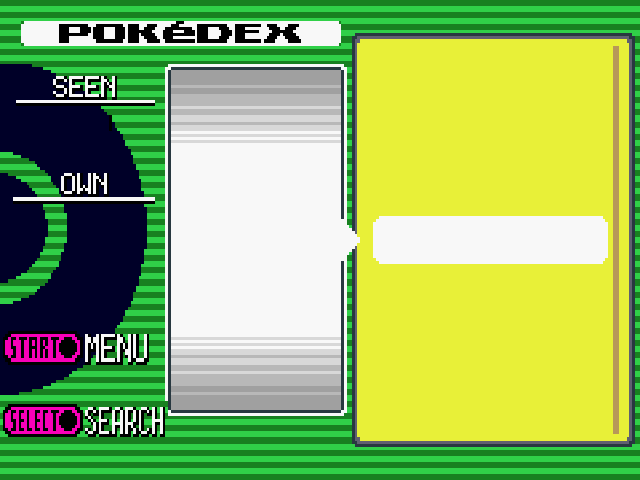 POKéDEX
SEEN
OWN
START MENU
SELECT SEARCH